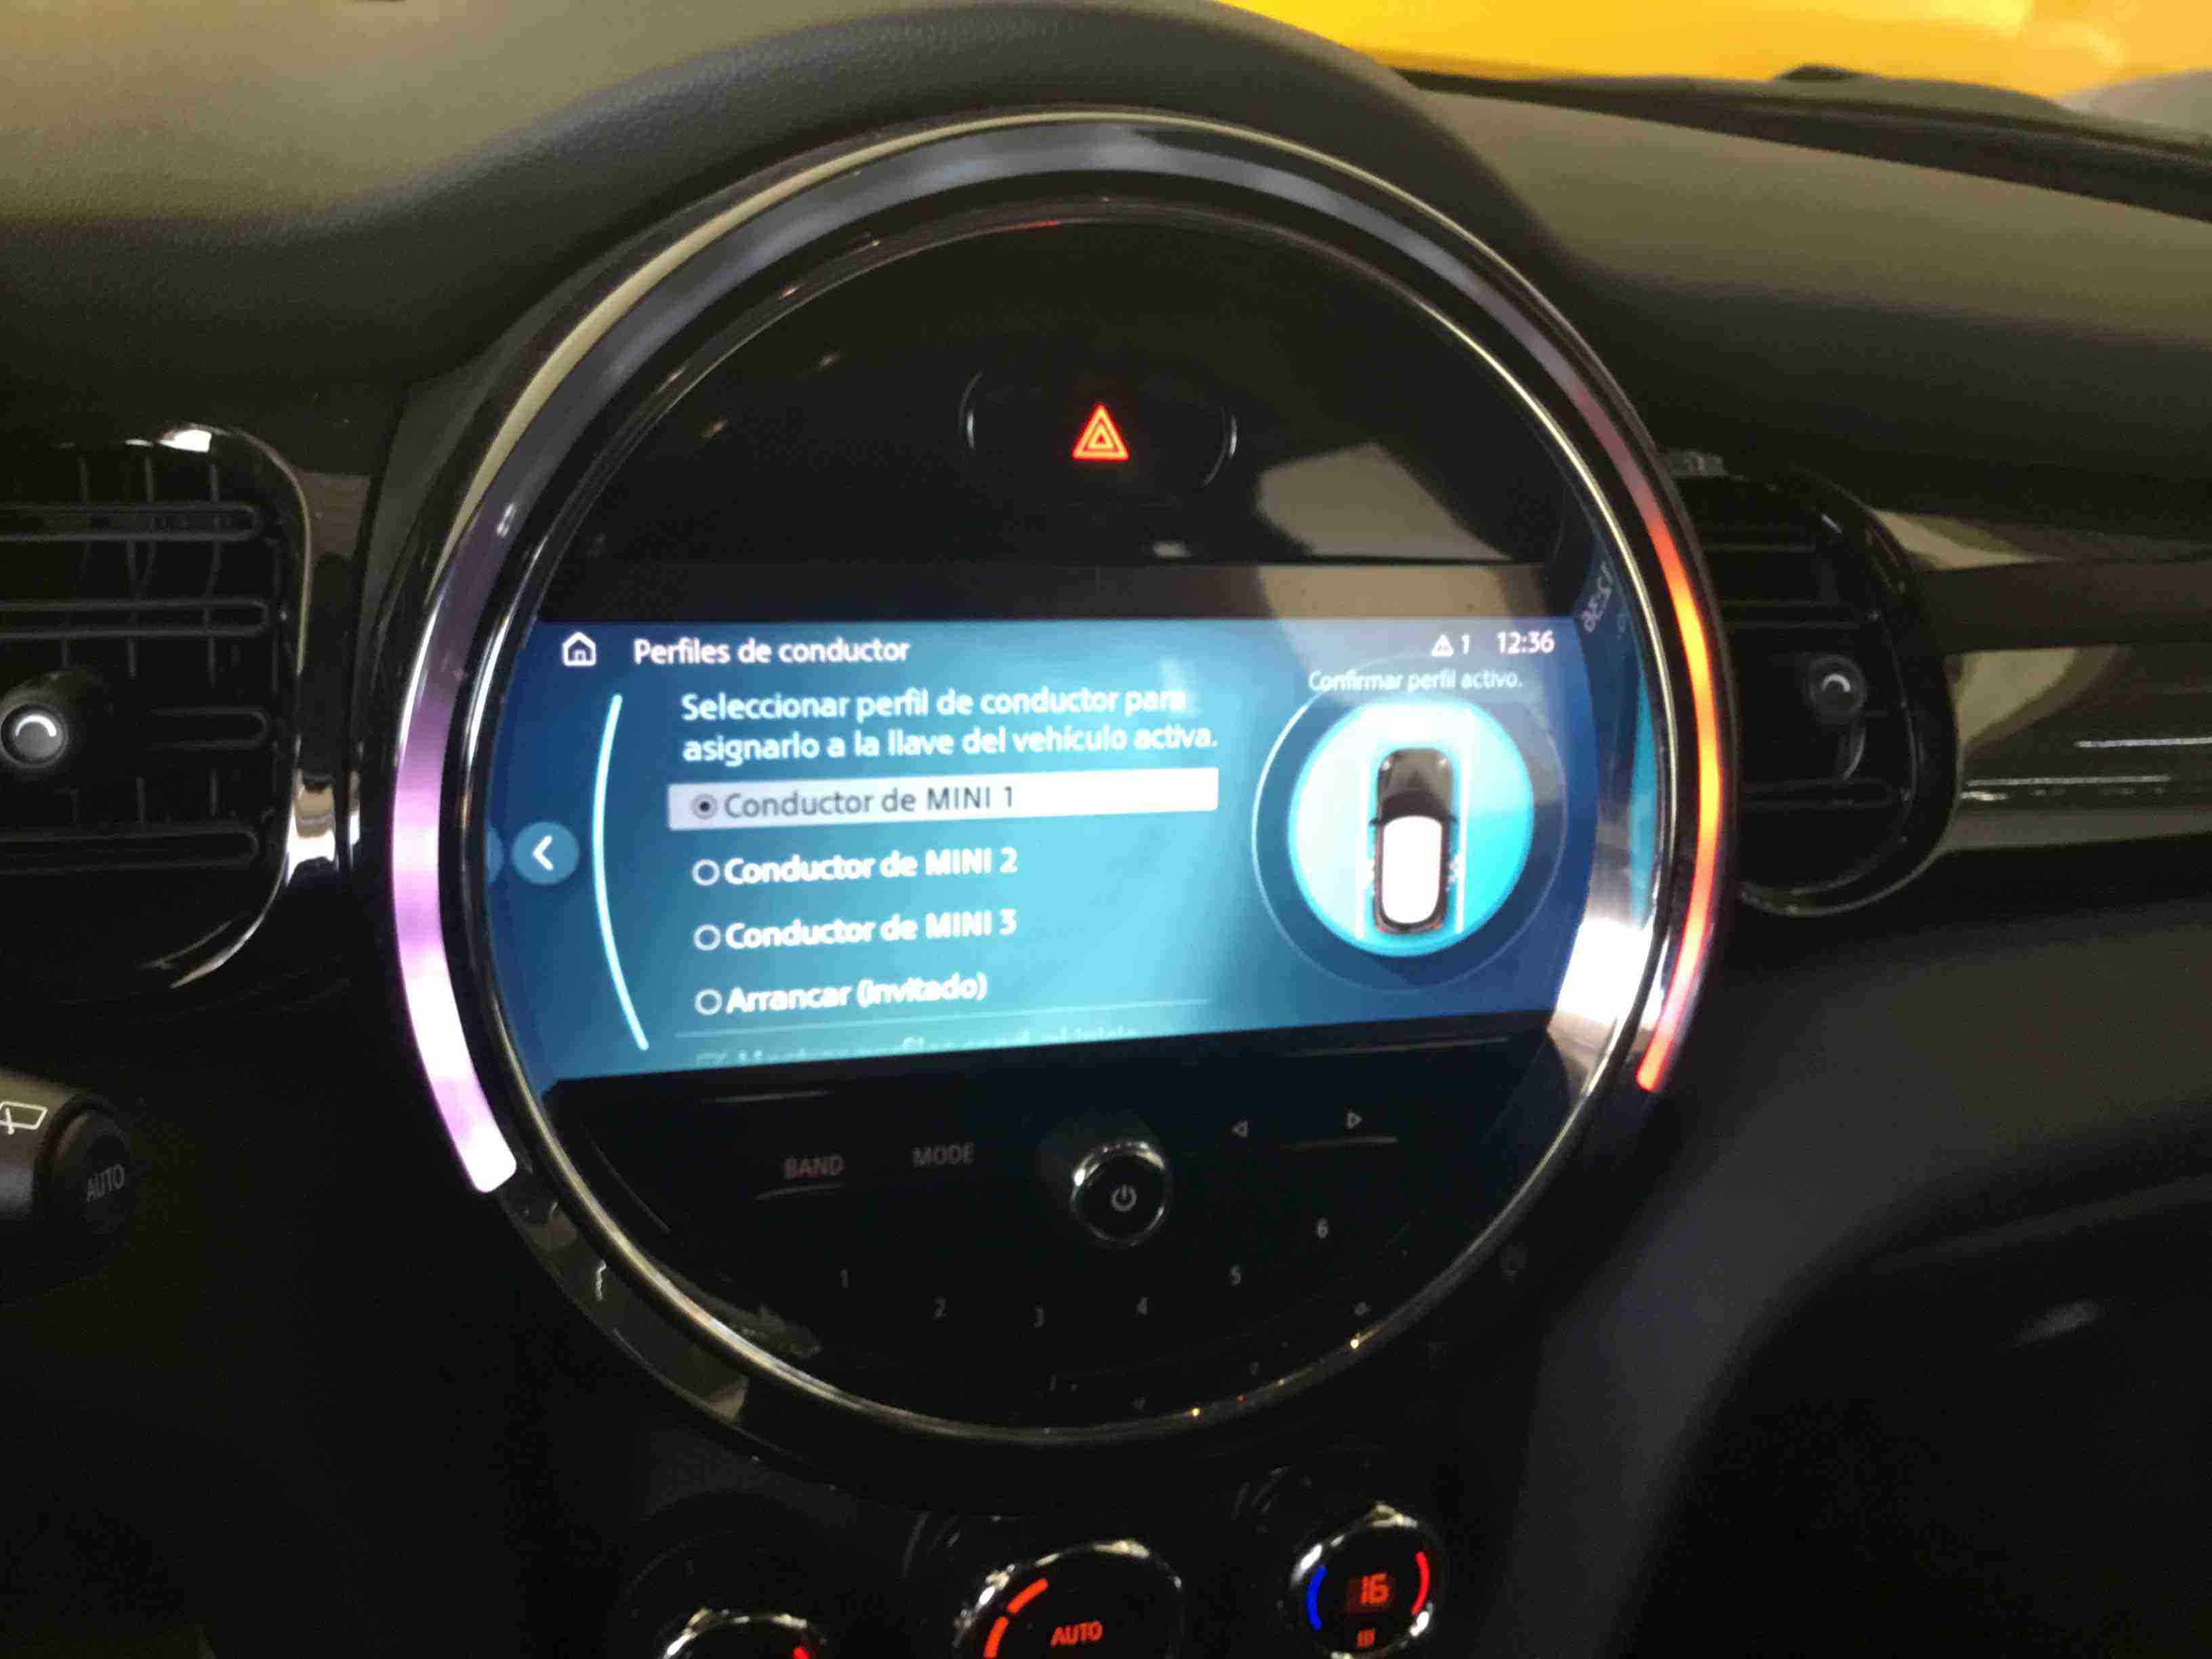 Perfiles de conductor
1 12:36
Confirmar perfil activo.
Seleccionar perfil de conductor para
asignarlo a la llave del vehículo activa.
Conductor de MINI 1
Conductor de MINI 2
Conductor de MINI 3
Arrancar (invitado)
BAND
MODE
1
2
3
4
5
6
AUTO
AUTO
16